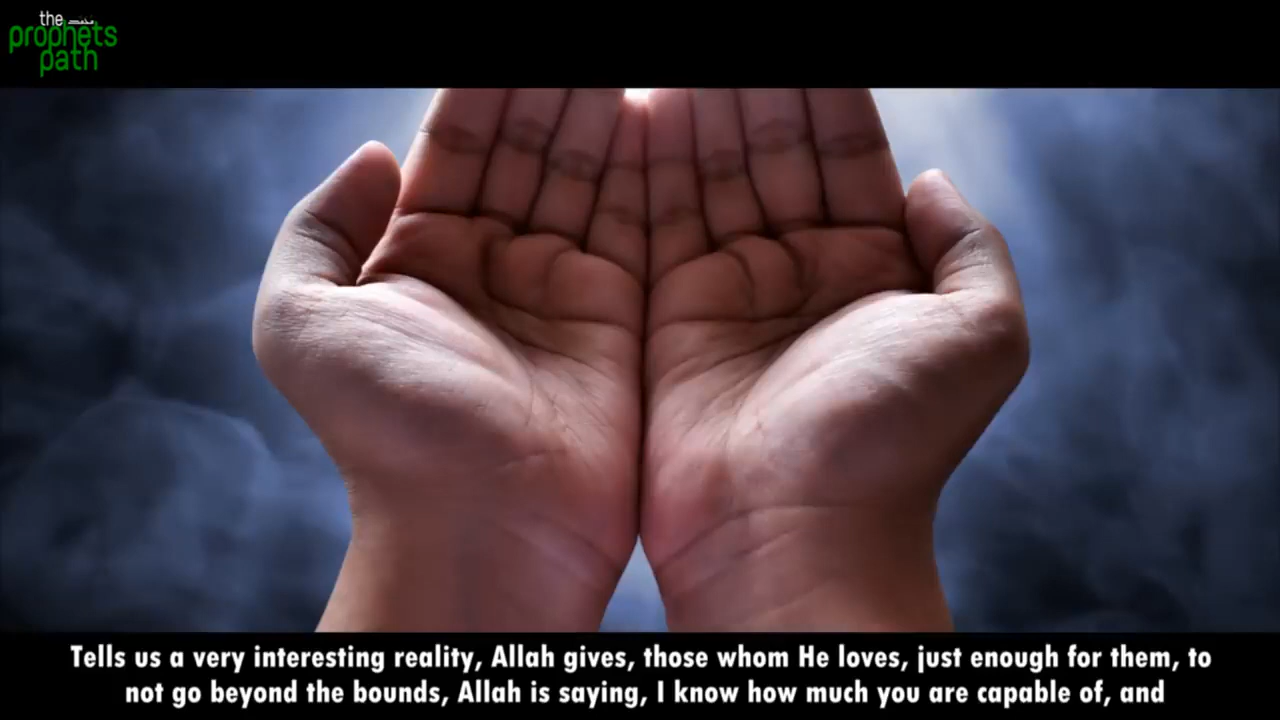 the
prophets
path
Tells us a very interesting reality, Allah gives, those whom He loves, just enough for them, to
not go beyond the bounds, Allah is saying, I know how much you are capable of, and